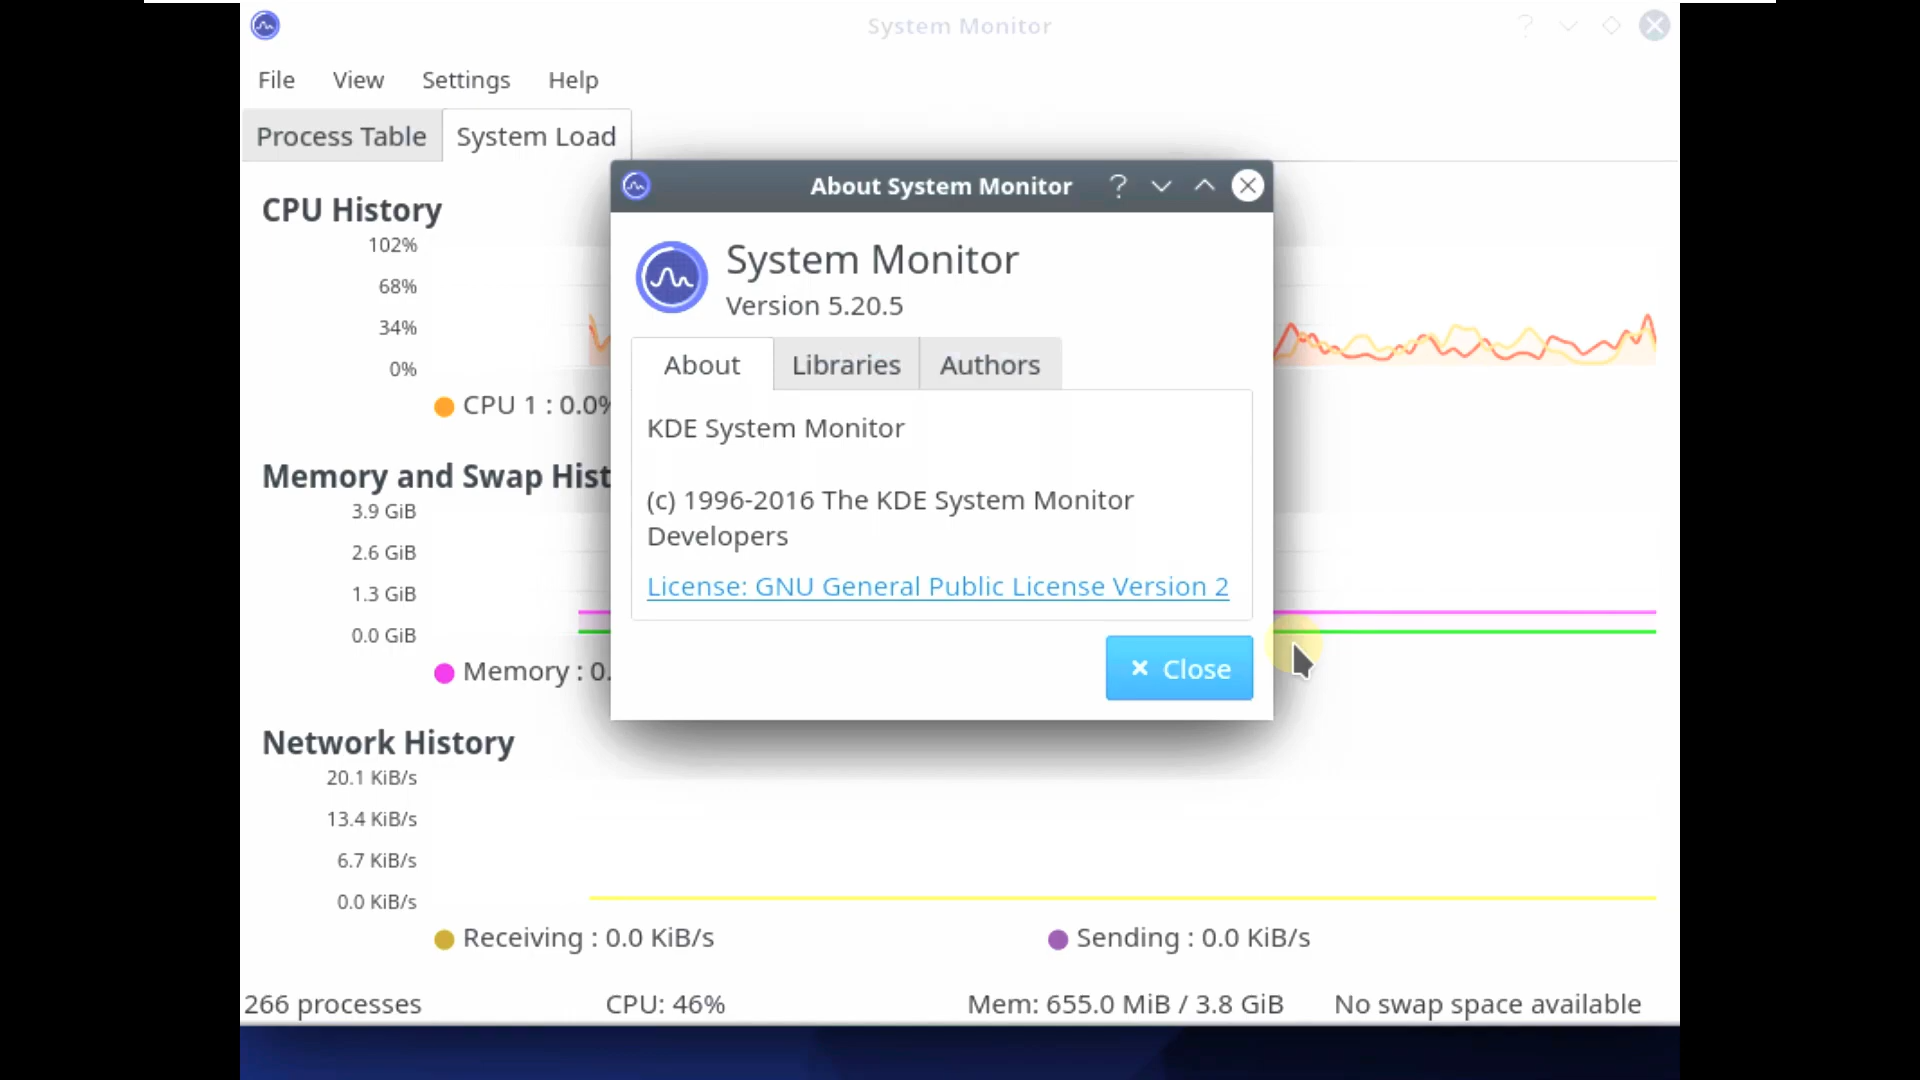 System Monitor
File View Settings Help
Process Table System Load
About System Monitor
System Monitor
Version 5.20.5
About Libraries Authors
KDE System Monitor
(c) 1996-2016 The KDE System Monitor
Developers
License: GNU General Public License Version 2
Close
CPU History
102%
68%
34%
0%
CPU 1 : 0.0%
Memory and Swap Hist
3.9 GiB
2.6 GiB
1.3 GiB
0.0 GiB
Memory : 0.
Network History
20.1 KiB/s
13.4 KiB/s
6.7 KiB/s
0.0 KiB/s
Receiving : 0.0 KiB/s Sending : 0.0 KiB/s
266 processes CPU: 46% Mem: 655.0 MiB / 3.8 GiB No swap space available